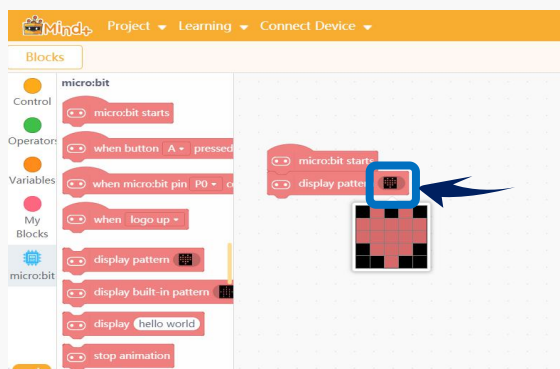 Mind+ Project Learning Connect Device
Blocks
Control
Operators
Variables
My
Blocks
micro:bit
micro:bit
micro:bit starts
when button A pressed
when micro:bit pin P0
when logo up
display pattern
display built-in pattern
display hello world
stop animation
micro:bit starts
display pattern